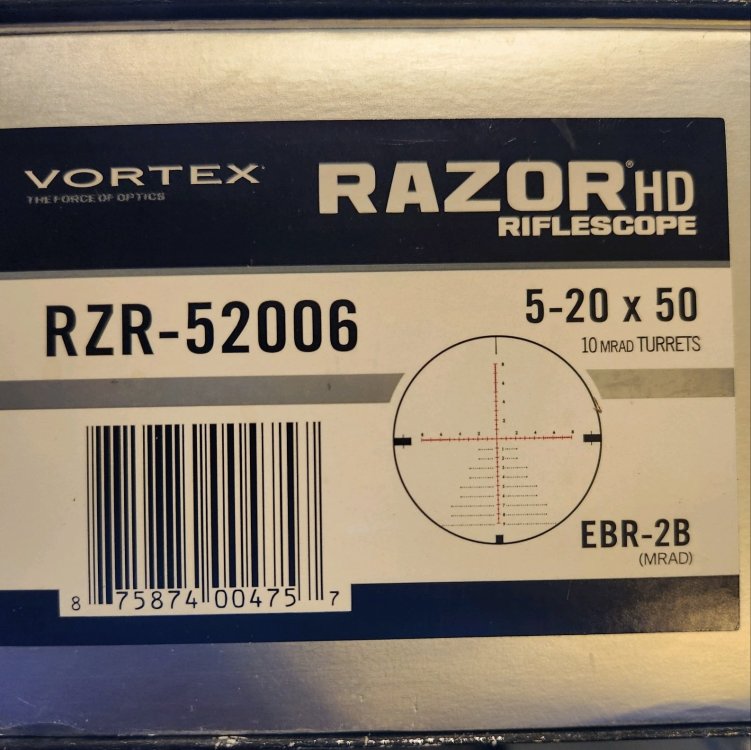 VORTEX
THE FORCE OF OPTICS
RAZOR® HD
RIFLESCOPE
RZR-52006
5-20 x 50
10 MRAD TURRETS
EBR-2B
(MRAD)
8 75874 00475 7